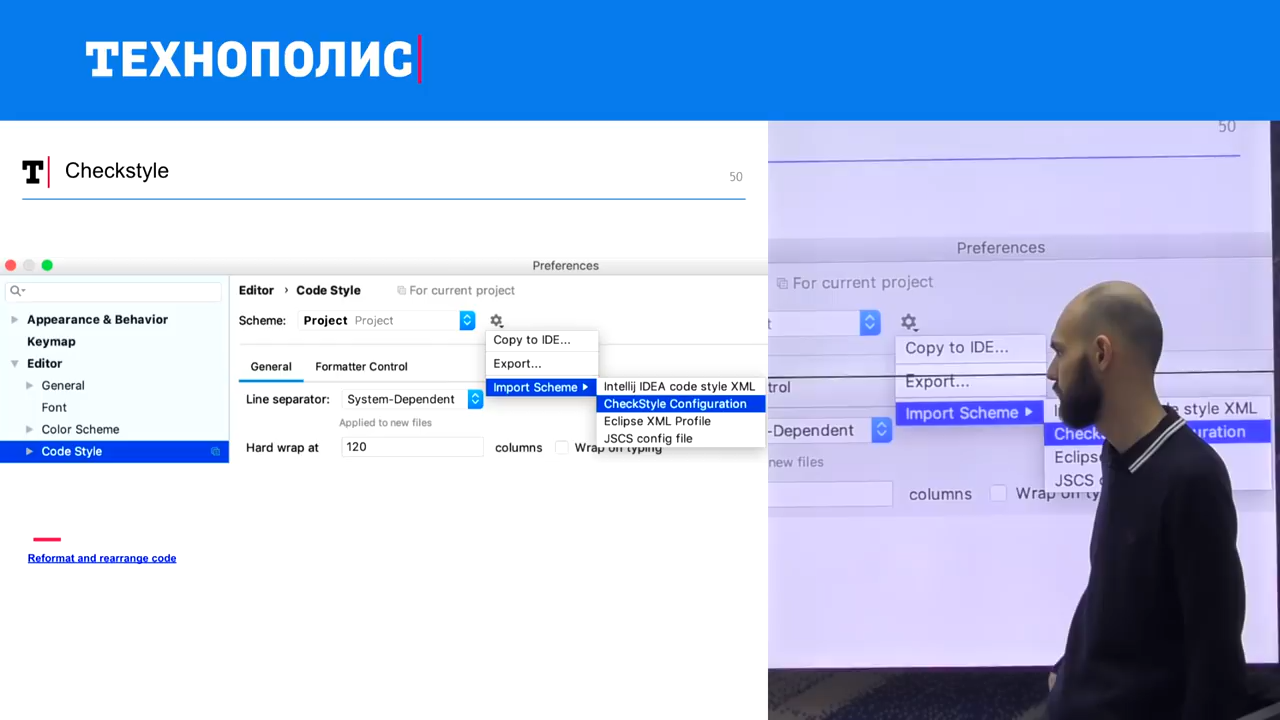 ТЕХНОПОЛИС
T Checkstyle
50
Preferences
Editor › Code Style For current project
Scheme: Project Project
Appearance & Behavior
Keymap
Editor
General
Font
Color Scheme
Code Style
Copy to IDE...
Export...
Import Scheme
General Formatter Control
Intellij IDEA code style XML
CheckStyle Configuration
Eclipse XML Profile
JSCS config file
Line separator: System-Dependent
Applied to new files
Hard wrap at 120 columns Wrap on typing
Reformat and rearrange code
50
Preferences
For current project
t
Copy to IDE...
trol
Export...
Import Scheme
style XML
Check uration
-Dependent
Eclipse
new files
JSCS
columns Wrap on ty